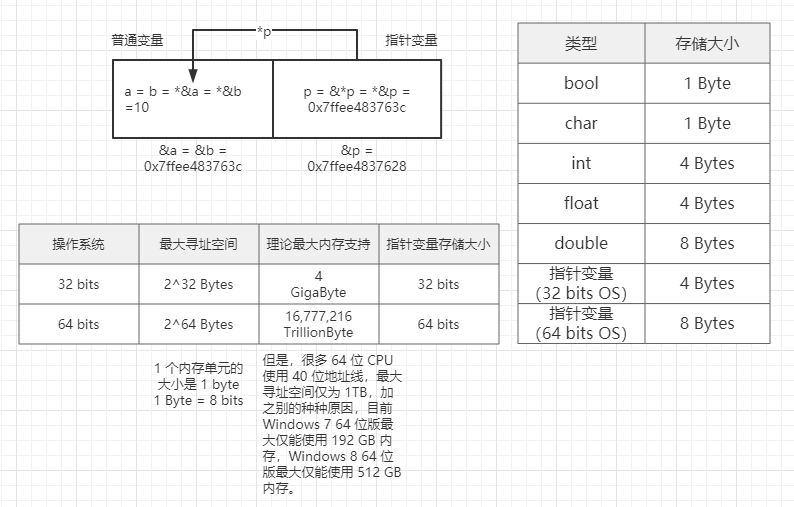 *p
普通变量
指针变量
a = b = *&a = *&b
=10
p = &*p = *&p =
0x7ffee483763c
&a = &b =
0x7ffee483763c
&p =
0x7ffee4837628
类型 存储大小
bool 1 Byte
char 1 Byte
int 4 Bytes
float 4 Bytes
double 8 Bytes
指针变量
(32 bits OS)
4 Bytes
指针变量
(64 bits OS)
8 Bytes
操作系统 最大寻址空间 理论最大内存支持 指针变量存储大小
32 bits 2^32 Bytes
4
GigaByte
32 bits
64 bits 2^64 Bytes
16,777,216
TrillionByte
64 bits
1 个内存单元的
大小是 1 byte
1 Byte = 8 bits
但是，很多 64 位 CPU
使用 40 位地址线，最大
寻址空间仅为 1TB，加
之别的种种原因，目前
Windows 7 64 位版最
大仅能使用 192 GB 内
存，Windows 8 64 位
版最大仅能使用 512 GB
内存。